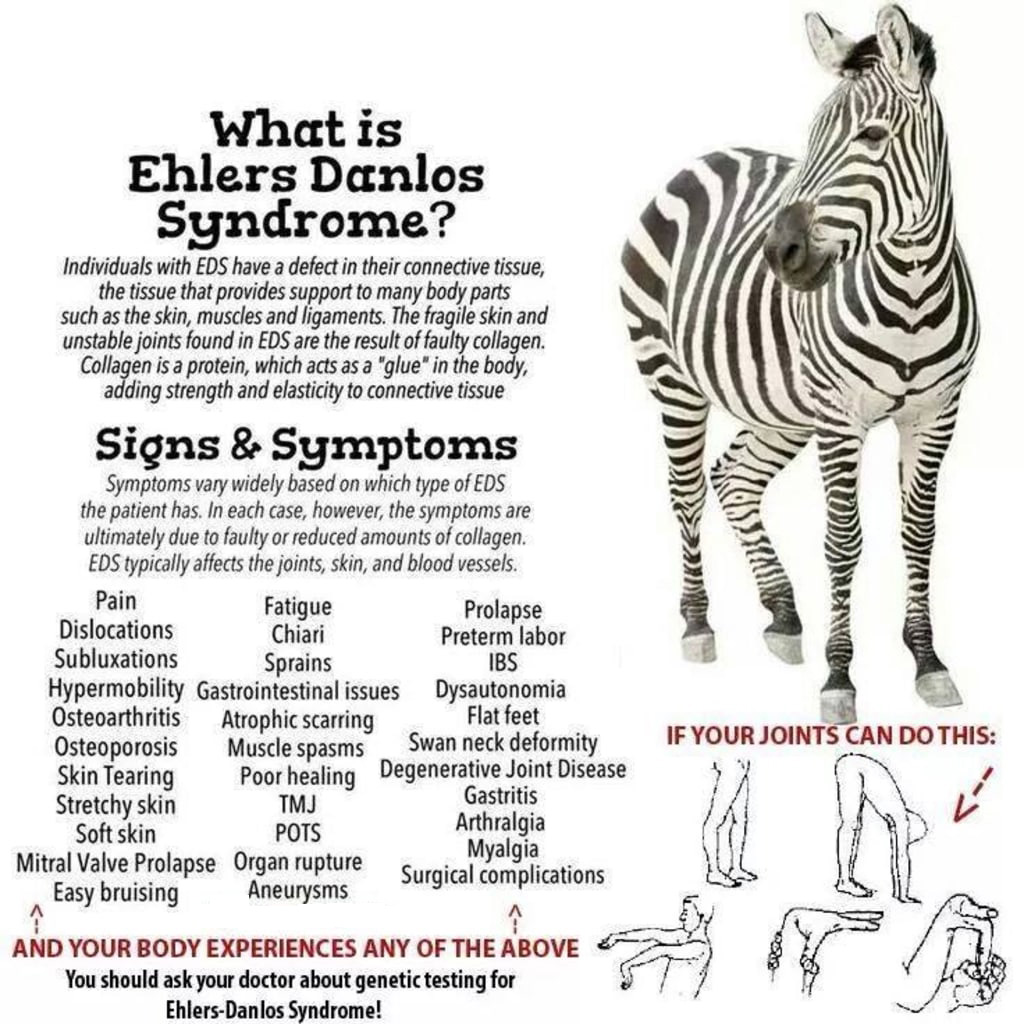 What is
Ehlers Danlos
Syndrome?
Individuals with EDS have a defect in their connective tissue,
the tissue that provides support to many body parts
such as the skin, muscles and ligaments. The fragile skin and
unstable joints found in EDS are the result of faulty collagen.
Collagen is a protein, which acts as a "glue" in the body,
adding strength and elasticity to connective tissue
Signs & Symptoms
Symptoms vary widely based on which type of EDS
the patient has. In each case, however, the symptoms are
ultimately due to faulty or reduced amounts of collagen.
EDS typically affects the joints, skin, and blood vessels.
Pain
Dislocations
Subluxations
Hypermobility
Osteoarthritis
Osteoporosis
Skin Tearing
Stretchy skin
Soft skin
Mitral Valve Prolapse
Easy bruising
Fatigue
Chiari
Sprains
Gastrointestinal issues
Atrophic scarring
Muscle spasms
Poor healing
TMJ
POTS
Organ rupture
Aneurysms
Prolapse
Preterm labor
IBS
Dysautonomia
Flat feet
Swan neck deformity
Degenerative Joint Disease
Gastritis
Arthralgia
Myalgia
Surgical complications
IF YOUR JOINTS CAN DO THIS:
AND YOUR BODY EXPERIENCES ANY OF THE ABOVE
You should ask your doctor about genetic testing for
Ehlers-Danlos Syndrome!